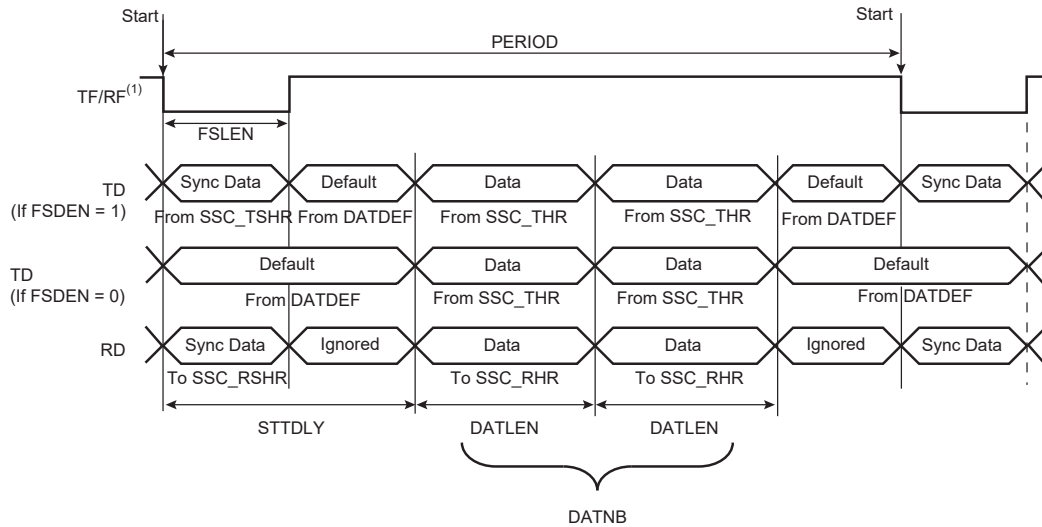 Start
Start
PERIOD
TF/RF(1)
FSLEN
TD
(If FSDEN = 1)
Sync Data
Default
Data
Data
Default
Sync Data
From SSC_TSHR
From DATDEF
From SSC_THR
From SSC_THR
From DATDEF
TD
(If FSDEN = 0)
Default
Data
Data
Default
From DATDEF
From SSC_THR
From SSC_THR
From DATDEF
RD
Sync Data
Ignored
Data
Data
Ignored
Sync Data
To SSC_RSHR
To SSC_RHR
To SSC_RHR
STTDLY
DATLEN
DATLEN
DATNB